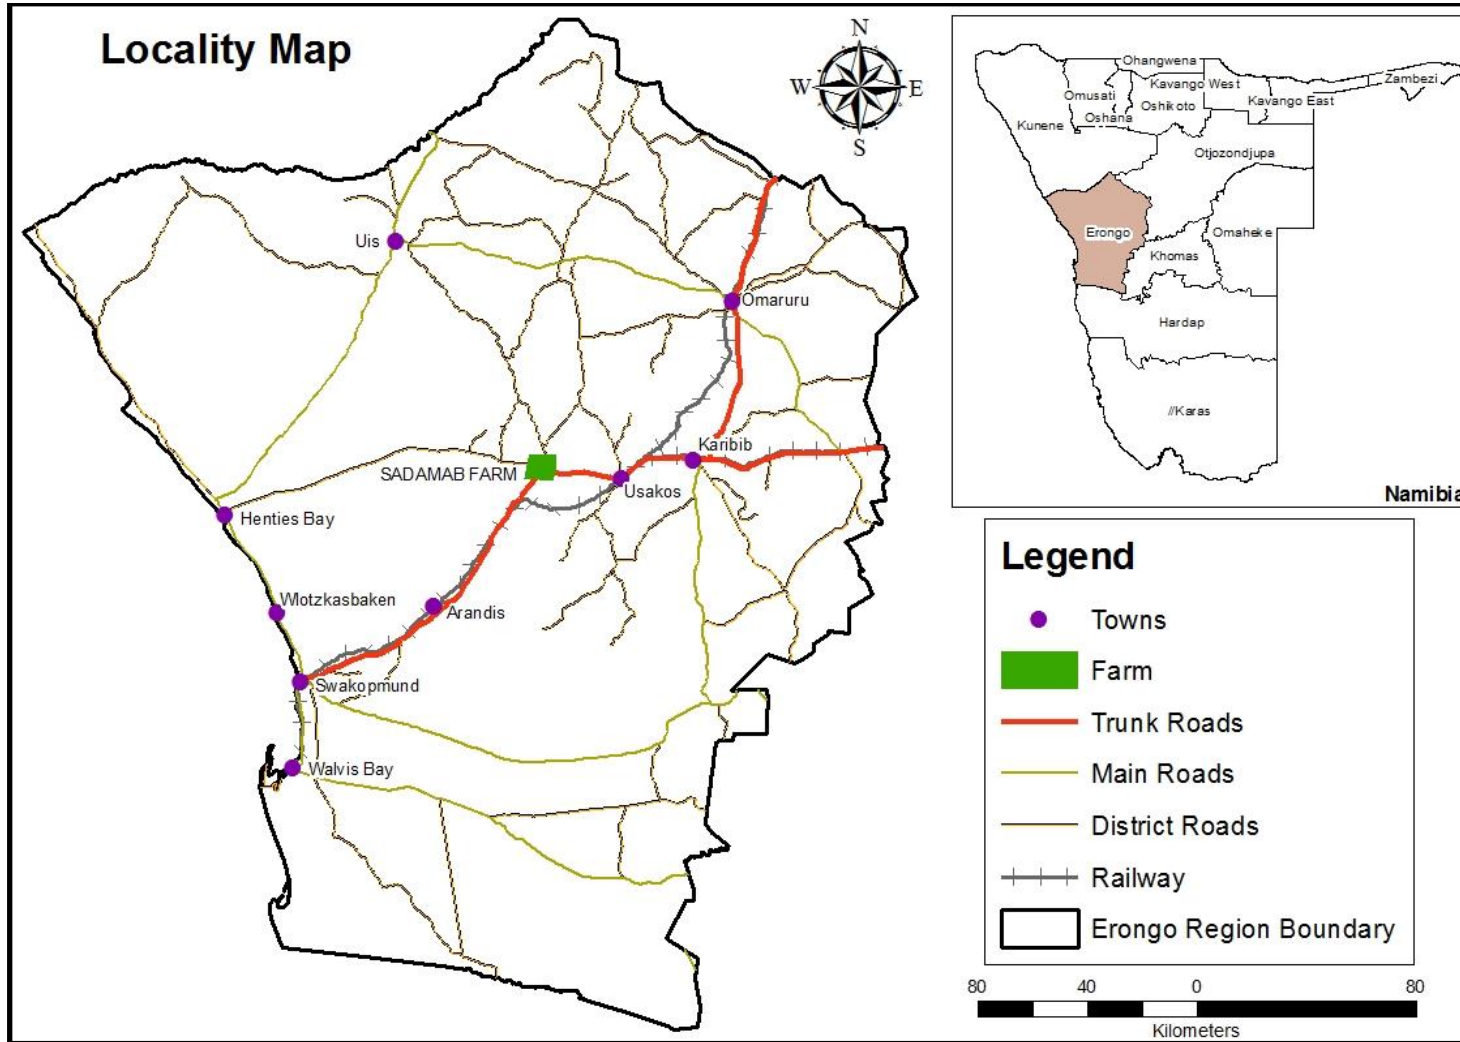 Locality Map
N
W
E
S
Uis
Omaruru
Karibib
SADAMAB FARM
Usakos
Henties Bay
Wlotzkasbaken
Arandis
Swakopmund
Walvis Bay
Ohangwena
Kavango West
Zambezi
Omusati
Oshikoto
Kavango East
Oshana
Kunene
Otjozondjupa
Erongo
Omaheke
Khomas
Hardap
//Karas
Namibia
Legend
Towns
Farm
Trunk Roads
Main Roads
District Roads
Railway
Erongo Region Boundary
80 40 0 80
Kilometers